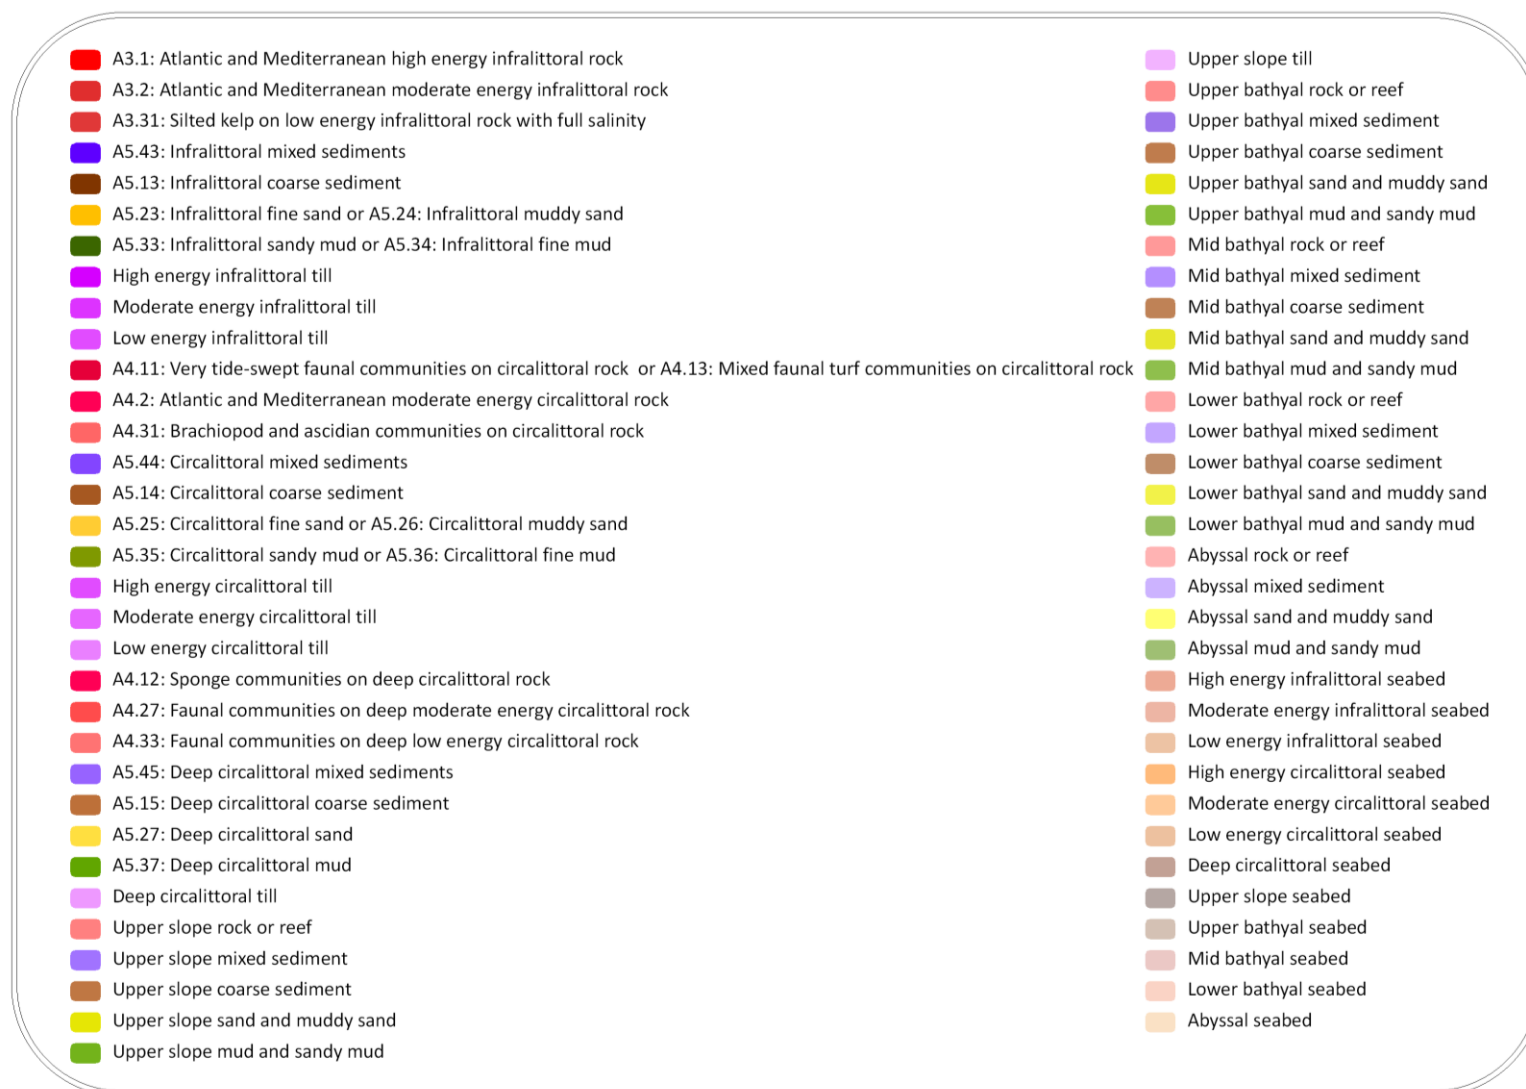 A3.1: Atlantic and Mediterranean high energy infralittoral rock
A3.2: Atlantic and Mediterranean moderate energy infralittoral rock
A3.31: Silted kelp on low energy infralittoral rock with full salinity
A5.43: Infralittoral mixed sediments
A5.13: Infralittoral coarse sediment
A5.23: Infralittoral fine sand or A5.24: Infralittoral muddy sand
A5.33: Infralittoral sandy mud or A5.34: Infralittoral fine mud
High energy infralittoral till
Moderate energy infralittoral till
Low energy infralittoral till
A4.11: Very tide-swept faunal communities on circalittoral rock  or A4.13: Mixed faunal turf communities on circalittoral rock
A4.2: Atlantic and Mediterranean moderate energy circalittoral rock
A4.31: Brachiopod and ascidian communities on circalittoral rock
A5.44: Circalittoral mixed sediments
A5.14: Circalittoral coarse sediment
A5.25: Circalittoral fine sand or A5.26: Circalittoral muddy sand
A5.35: Circalittoral sandy mud or A5.36: Circalittoral fine mud
High energy circalittoral till
Moderate energy circalittoral till
Low energy circalittoral till
A4.12: Sponge communities on deep circalittoral rock
A4.27: Faunal communities on deep moderate energy circalittoral rock
A4.33: Faunal communities on deep low energy circalittoral rock
A5.45: Deep circalittoral mixed sediments
A5.15: Deep circalittoral coarse sediment
A5.27: Deep circalittoral sand
A5.37: Deep circalittoral mud
Deep circalittoral till
Upper slope rock or reef
Upper slope mixed sediment
Upper slope coarse sediment
Upper slope sand and muddy sand
Upper slope mud and sandy mud
Upper slope till
Upper bathyal rock or reef
Upper bathyal mixed sediment
Upper bathyal coarse sediment
Upper bathyal sand and muddy sand
Upper bathyal mud and sandy mud
Mid bathyal rock or reef
Mid bathyal mixed sediment
Mid bathyal coarse sediment
Mid bathyal sand and muddy sand
Mid bathyal mud and sandy mud
Lower bathyal rock or reef
Lower bathyal mixed sediment
Lower bathyal coarse sediment
Lower bathyal sand and muddy sand
Lower bathyal mud and sandy mud
Abyssal rock or reef
Abyssal mixed sediment
Abyssal sand and muddy sand
Abyssal mud and sandy mud
High energy infralittoral seabed
Moderate energy infralittoral seabed
Low energy infralittoral seabed
High energy circalittoral seabed
Moderate energy circalittoral seabed
Low energy circalittoral seabed
Deep circalittoral seabed
Upper slope seabed
Upper bathyal seabed
Mid bathyal seabed
Lower bathyal seabed
Abyssal seabed